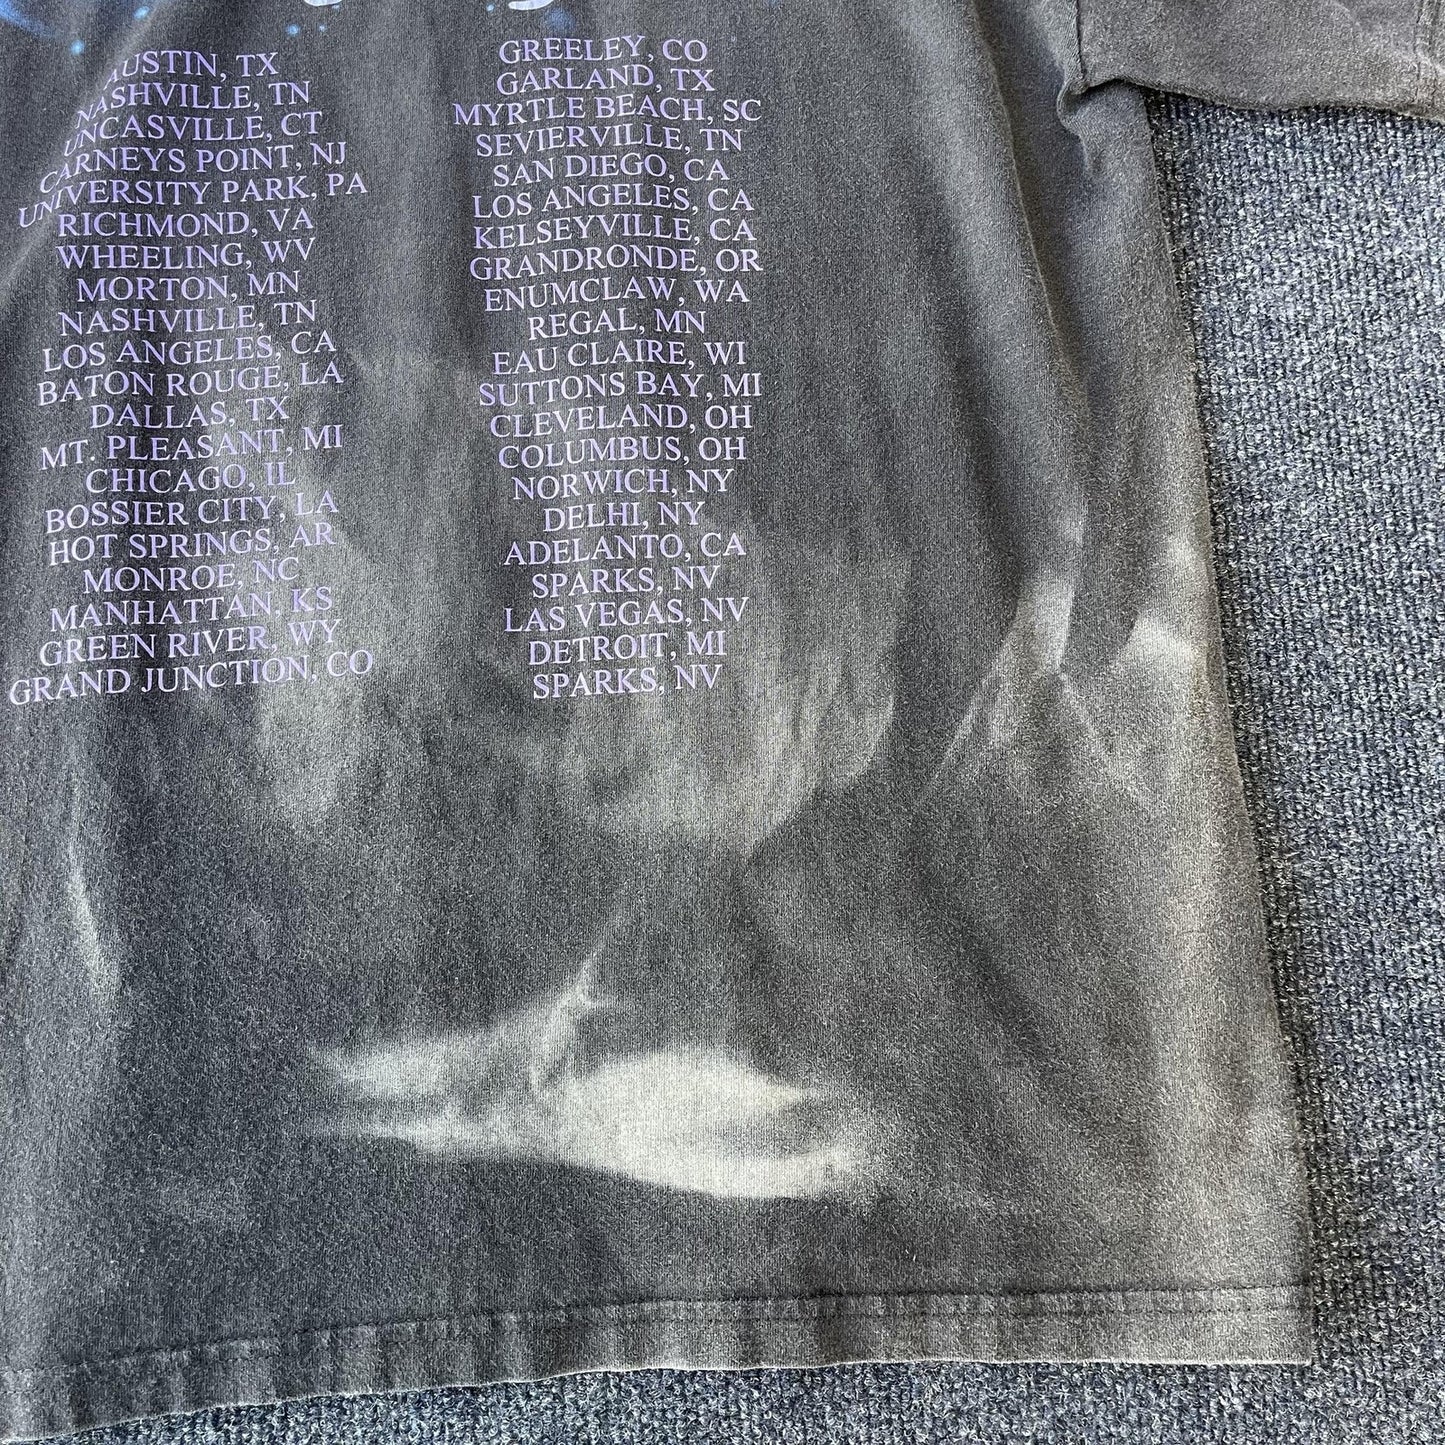 AUSTIN, TX
NASHVILLE, TN
UNCASVILLE, CT
CARNEYS POINT, NJ
UNIVERSITY PARK, PA
RICHMOND, VA
WHEELING, WV
MORTON, MN
NASHVILLE, TN
LOS ANGELES, CA
BATON ROUGE, LA
DALLAS, TX
MT. PLEASANT, MI
CHICAGO, IL
BOSSIER CITY, LA
HOT SPRINGS, AR
MONROE, NC
MANHATTAN, KS
GREEN RIVER, WY
GRAND JUNCTION, CO
GREELEY, CO
GARLAND, TX
MYRTLE BEACH, SC
SEVIERVILLE, TN
SAN DIEGO, CA
LOS ANGELES, CA
KELSEYVILLE, CA
GRANDRONDE, OR
ENUMCLAW, WA
REGAL, MN
EAU CLAIRE, WI
SUTTONS BAY, MI
CLEVELAND, OH
COLUMBUS, OH
NORWICH, NY
DELHI, NY
ADELANTO, CA
SPARKS, NV
LAS VEGAS, NV
DETROIT, MI
SPARKS, NV